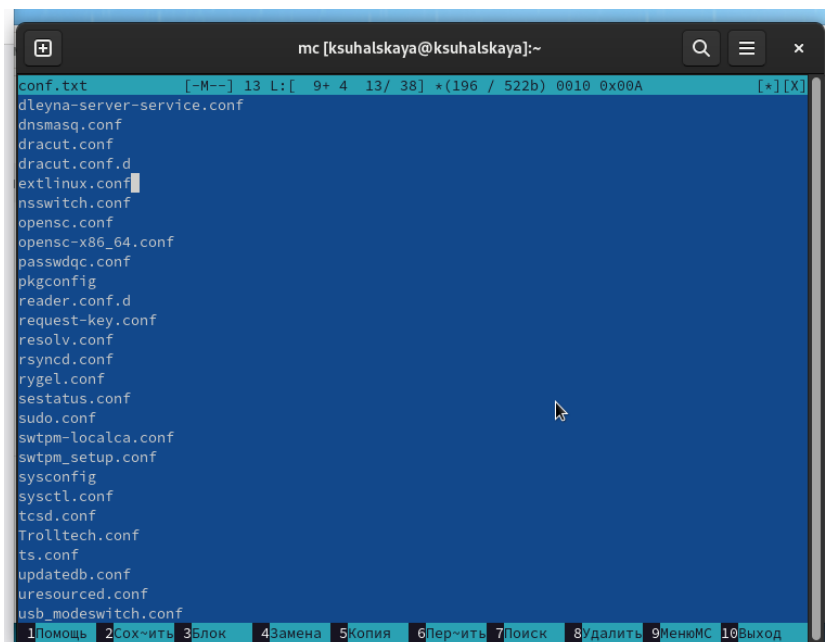 mc [ksuhalskaya@ksuhalskaya]:~
conf.txt [-M--] 13 L:[ 9+ 4 13/ 38] *(196 / 522b) 0010 0x00A [*][X]
dleyna-server-service.conf
dnsmasq.conf
dracut.conf
dracut.conf.d
extlinux.conf
nsswitch.conf
opensc.conf
opensc-x86_64.conf
passwdqc.conf
pkgconfig
reader.conf.d
request-key.conf
resolv.conf
rsyncd.conf
rygel.conf
sestatus.conf
sudo.conf
swtpm-localca.conf
swtpm_setup.conf
sysconfig
sysctl.conf
tcsd.conf
Trolltech.conf
ts.conf
updatedb.conf
uresourced.conf
usb_modeswitch.conf
1Помощь 2Сох~ить 3Блок 4Замена 5Копия 6Пер~ить 7Поиск 8Удалить 9МенюМС 10Выход